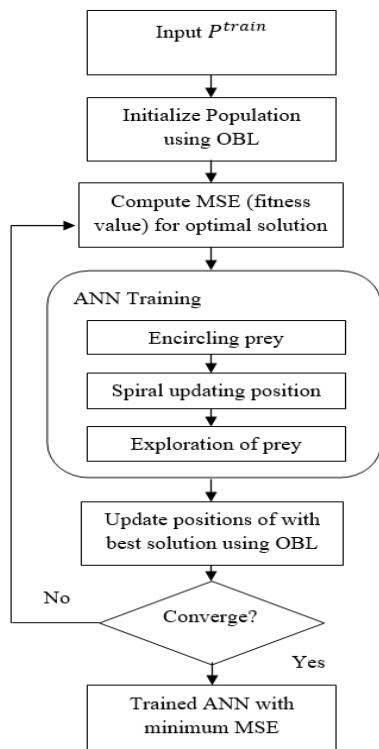 Input P^train
Initialize Population
using OBL
Compute MSE (fitness
value) for optimal solution
ANN Training
Encircling prey
Spiral updating position
Exploration of prey
Update positions of with
best solution using OBL
No
Converge?
Yes
Trained ANN with
minimum MSE